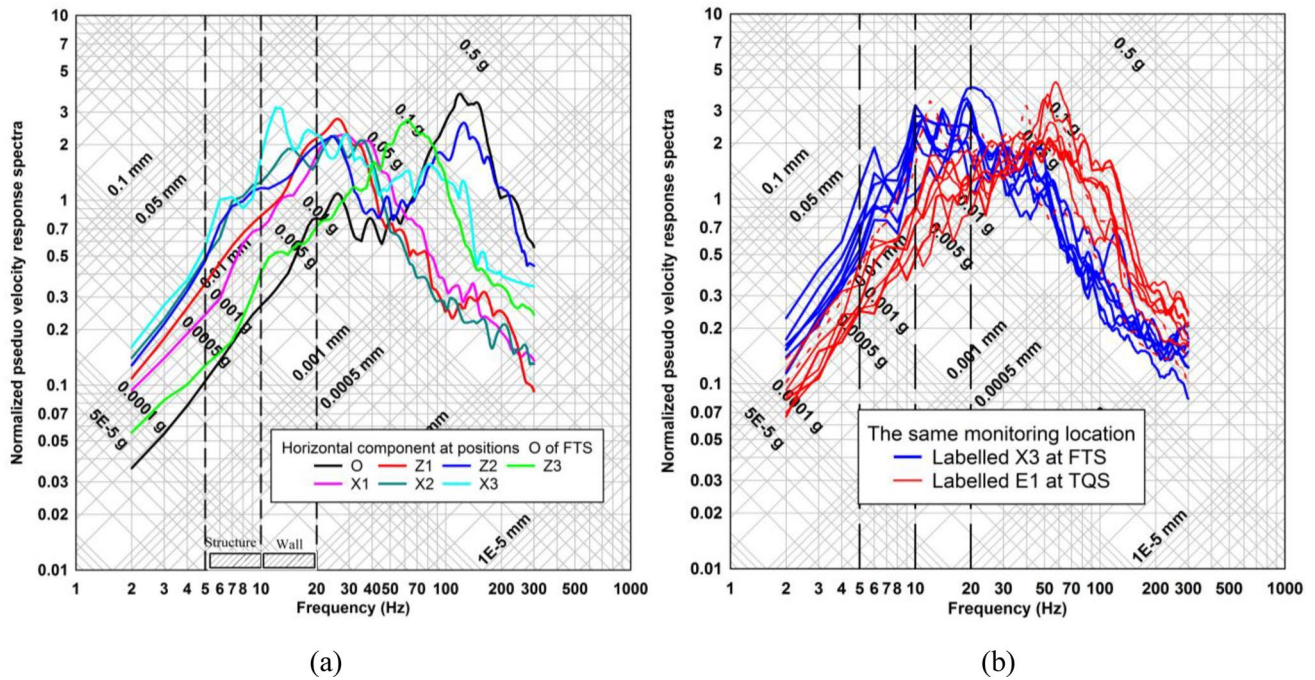 Normalized pseduo velocity response spectra
10
7
5
3
2
1
0.7
0.5
0.3
0.2
0.1
0.07
0.05
0.03
0.02
0.01
0.5 g
0.1 g
0.05 g
0.1 mm
0.05 mm
0.01 g
0.005 g
0.01 mm
0.001 g
0.0005 g
0.001 mm
0.0005 mm
0.0001 g
5E-5 g
mm
Horizontal component at positions O of FTS
O Z1 Z2 Z3
X1 X2 X3
1E-5 mm
Structure Wall
1 2 3 4 5 6 7 8 10 20 30 40 50 70 100 200 300 500 1000
Frequency (Hz)
(a)
Normalized pseudo velocity response spectra
10
7
5
3
2
1
0.7
0.5
0.3
0.2
0.1
0.07
0.05
0.03
0.02
0.01
0.5 g
0.1 g
0.1 mm
0.05 mm
0.01 g
0.005 g
0.01 mm
0.001 g
0.0005 g
0.001 mm
0.0005 mm
0.0001 g
5E-5 g
The same monitoring location
Labelled X3 at FTS
Labelled E1 at TQS
1E-5 mm
1 2 3 4 5 6 7 8 10 20 30 40 50 70 100 200 300 500 1000
Frequency (Hz)
(b)